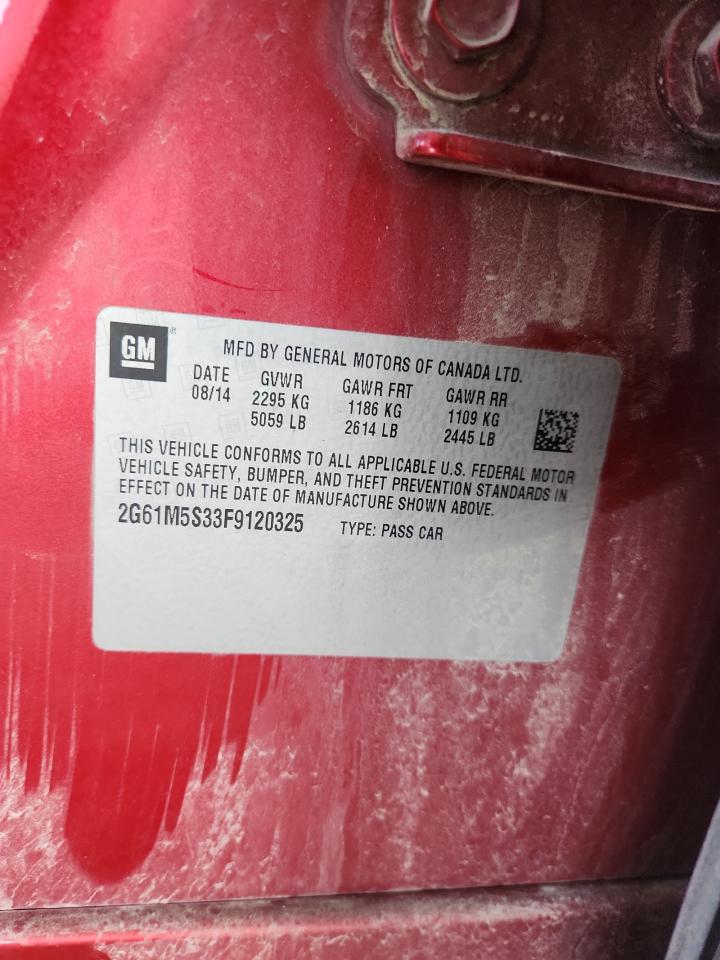 GM ®
MFD BY GENERAL MOTORS OF CANADA LTD.
DATE GVWR GAWR FRT GAWR RR
08/14 2295 KG 1186 KG 1109 KG
5059 LB 2614 LB 2445 LB
THIS VEHICLE CONFORMS TO ALL APPLICABLE U.S. FEDERAL MOTOR
VEHICLE SAFETY, BUMPER, AND THEFT PREVENTION STANDARDS IN
EFFECT ON THE DATE OF MANUFACTURE SHOWN ABOVE.
2G61M5S33F9120325 TYPE: PASS CAR